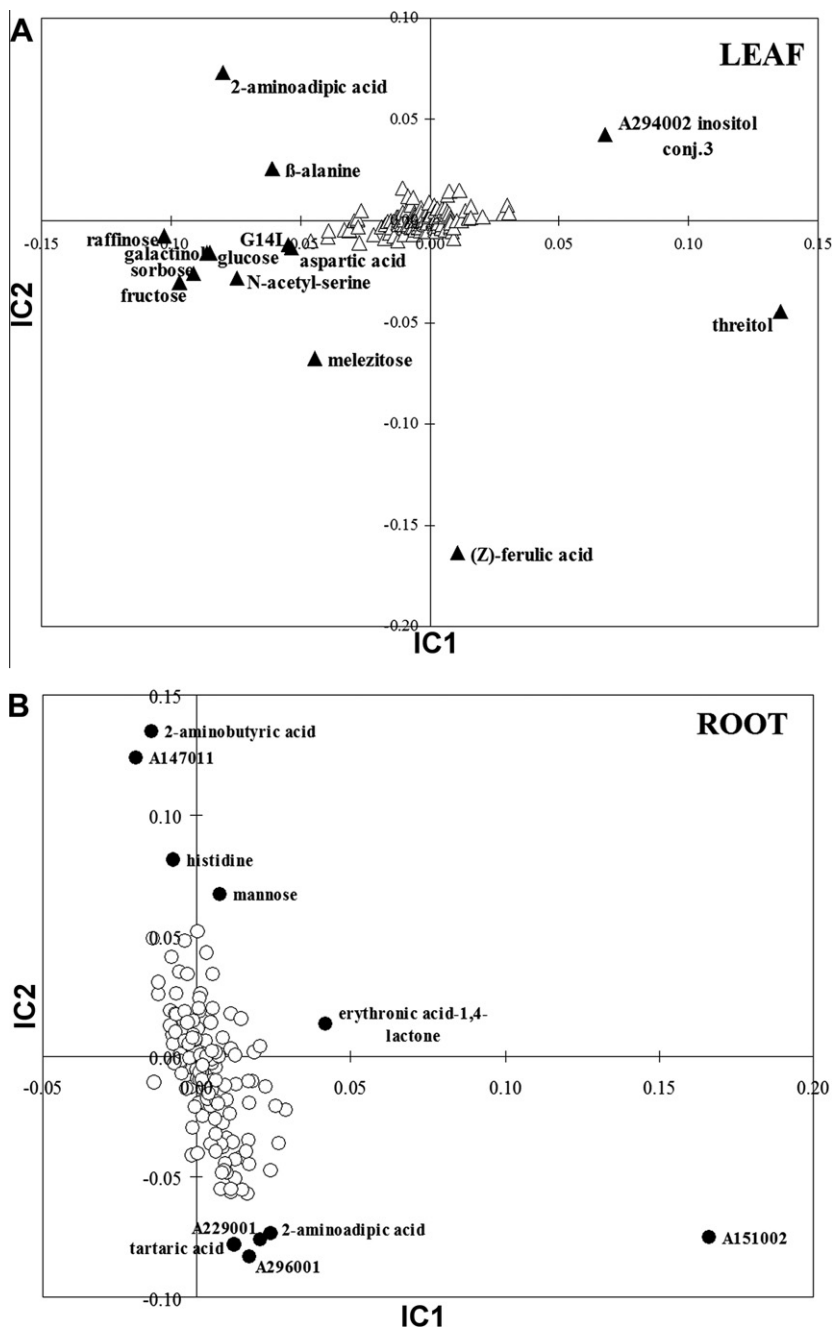 A
LEAF
0.10
2-aminoadipic acid
0.05
A294002 inositol
conj.3
ß-alanine
0.00
-0.15
-0.10
-0.05
0.00
0.05
0.10
0.15
raffinose
G14L
galactinol
glucose
aspartic acid
sorbose
N-acetyl-serine
fructose
IC2
-0.05
threitol
melezitose
-0.10
-0.15
(Z)-ferulic acid
-0.20
IC1
B
ROOT
0.15
2-aminobutyric acid
A147011
0.10
histidine
mannose
0.05
erythronic acid-1,4-
lactone
IC2
0.00
-0.05
0.00
0.05
0.10
0.15
0.20
-0.05
A229001
2-aminoadipic acid
tartaric acid
A151002
A296001
-0.10
IC1